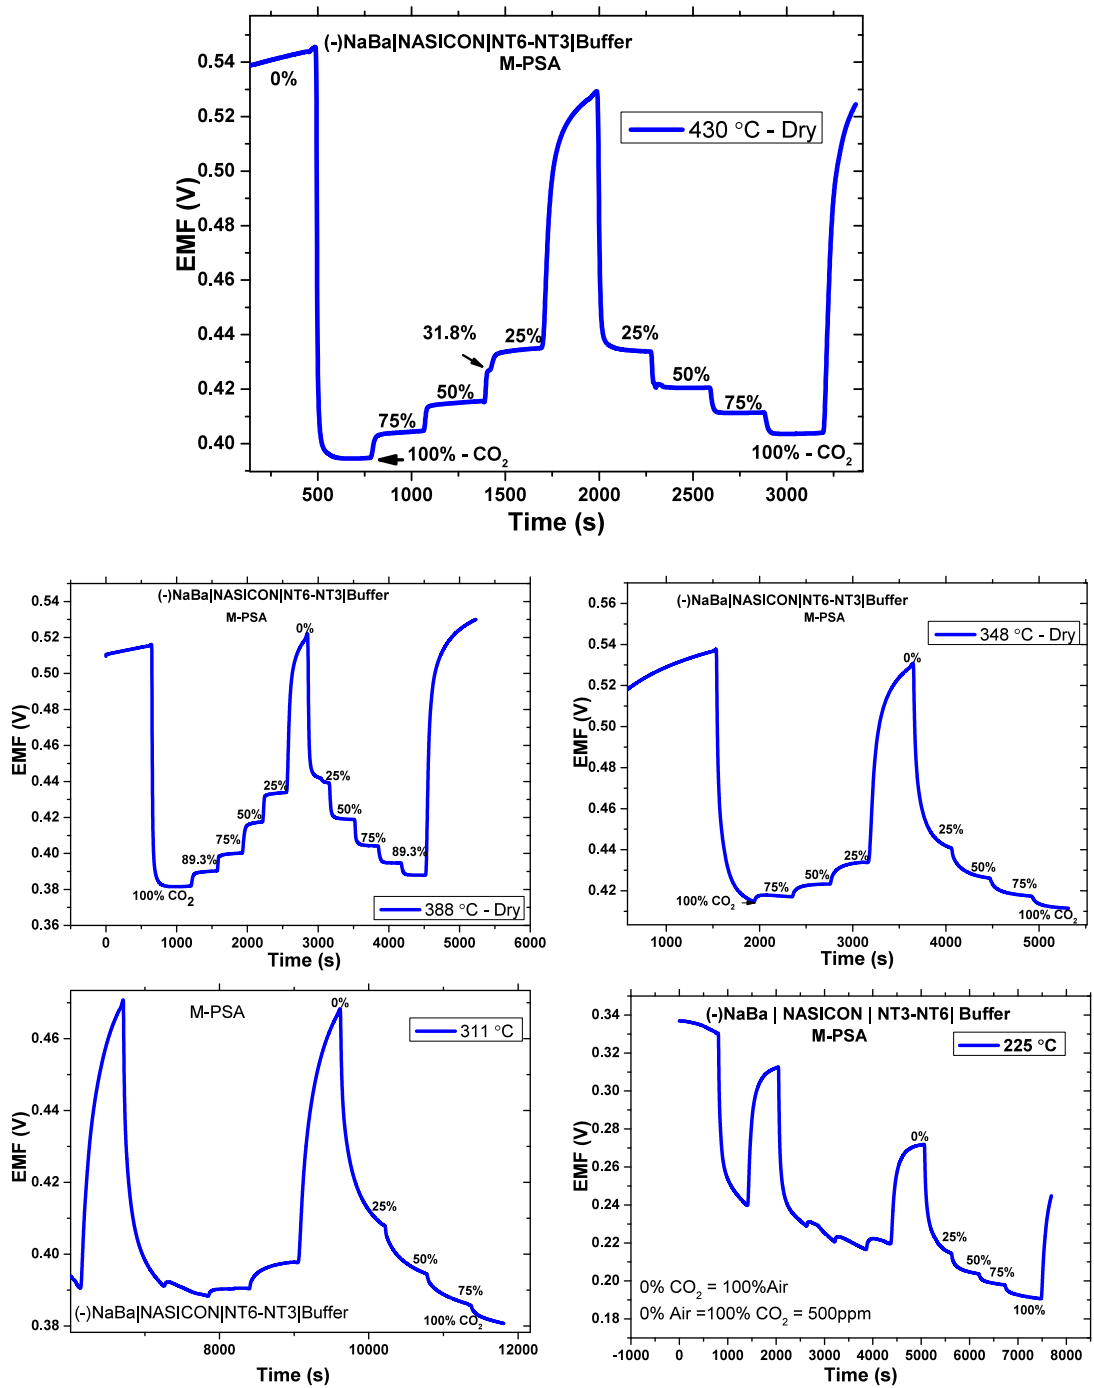 (-)NaBa|NASICON|NT6-NT3|Buffer
M-PSA
430 °C - Dry
0%
31.8%
25%
50%
75%
100% - CO2
25%
50%
75%
100% - CO2
EMF (V)
0.54
0.52
0.50
0.48
0.46
0.44
0.42
0.40
500 1000 1500 2000 2500 3000
Time (s)
(-)NaBa|NASICON|NT6-NT3|Buffer
M-PSA
0%
25%
50%
75%
89.3%
100% CO2
25%
50%
75%
89.3%
388 °C - Dry
EMF (V)
0.54
0.52
0.50
0.48
0.46
0.44
0.42
0.40
0.38
0.36
0 1000 2000 3000 4000 5000 6000
Time (s)
(-)NaBa|NASICON|NT6-NT3|Buffer
M-PSA
348 °C - Dry
0%
25%
50%
75%
100% CO2
25%
50%
75%
100% CO2
EMF (V)
0.56
0.54
0.52
0.50
0.48
0.46
0.44
0.42
1000 2000 3000 4000 5000
Time (s)
M-PSA
311 °C
0%
25%
50%
75%
100% CO2
(-)NaBa|NASICON|NT6-NT3|Buffer
EMF (V)
0.46
0.44
0.42
0.40
0.38
8000 10000 12000
Time (s)
(-)NaBa | NASICON | NT3-NT6| Buffer
M-PSA
225 °C
0%
25%
50%
75%
100%
0% CO2 = 100%Air
0% Air =100% CO2 = 500ppm
EMF (V)
0.34
0.32
0.30
0.28
0.26
0.24
0.22
0.20
0.18
-1000 0 1000 2000 3000 4000 5000 6000 7000 8000
Time (s)